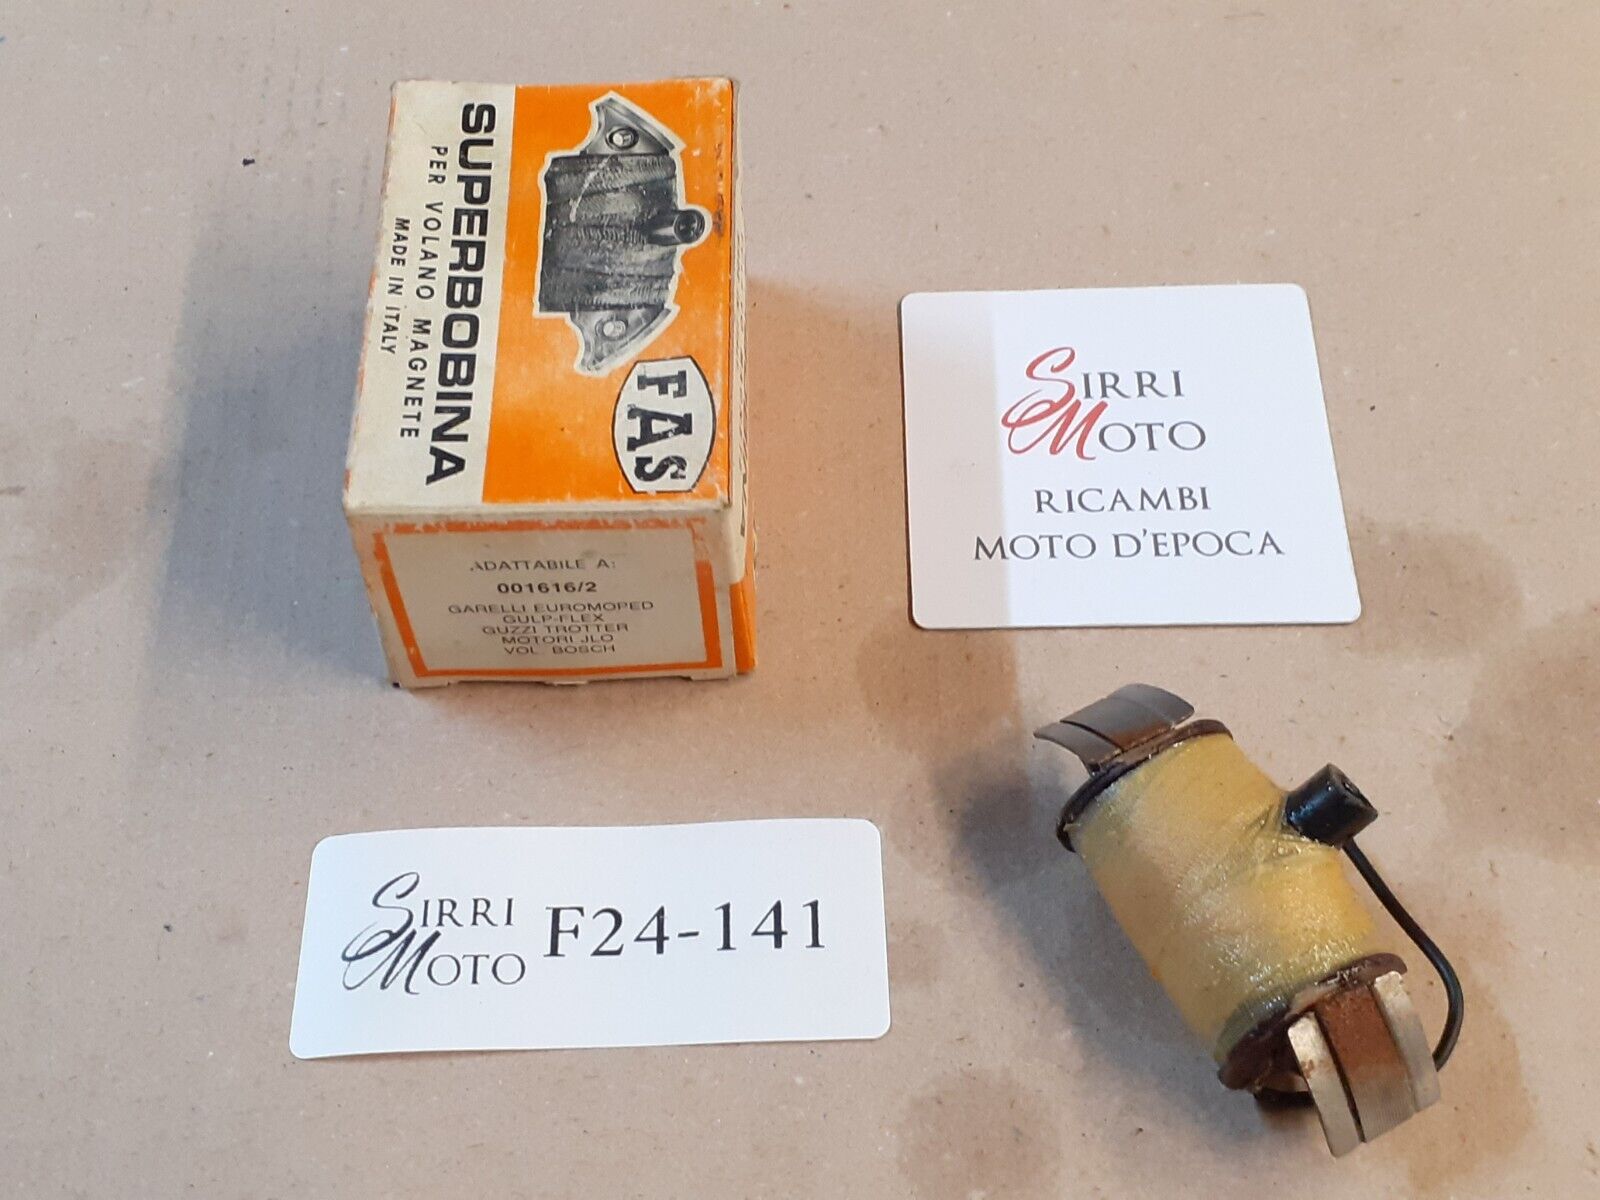 SUPERBOBINA
PER VOLANO MAGNETE
MADE IN ITALY
FAS
ADATTABILE A:
001616/2
GARELLI EUROMOPED
GULP-FLEX
GUZZI TROTTER
MOTORI JLO
VOL BOSCH
SIRRI
MOTO
RICAMBI
MOTO D'EPOCA
SIRRI
MOTO
F24-141